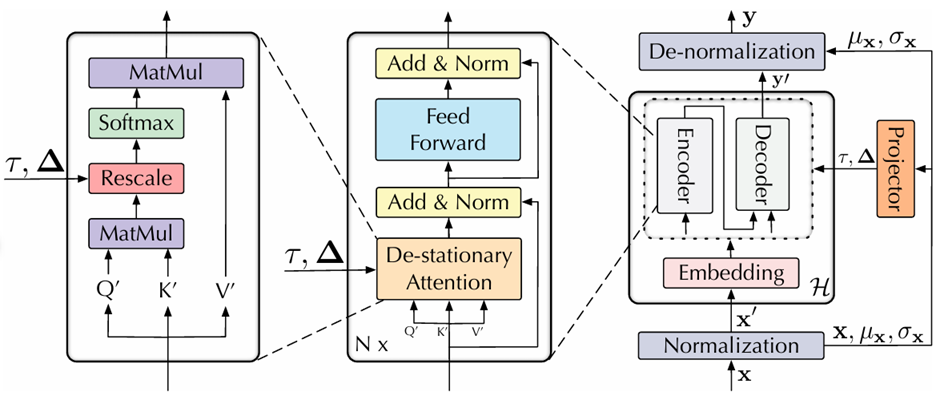 MatMul
Softmax
τ, Δ
Rescale
MatMul
Q′ K′ V′
Add & Norm
Feed
Forward
Add & Norm
τ, Δ
De-stationary
Attention
Q′ K′ V′
N x
y
De-normalization
μx, σx
y′
Encoder
Decoder
τ, Δ
Projector
Embedding
H
x′
Normalization
x, μx, σx
x